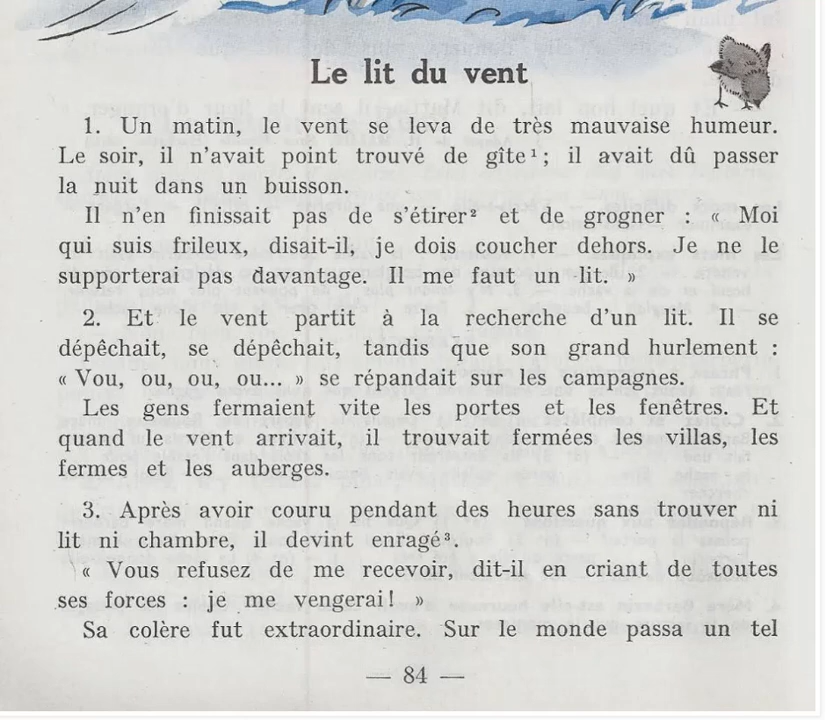 Le lit du vent
1. Un matin, le vent se leva de très mauvaise humeur.
Le soir, il n'avait point trouvé de gîte¹ ; il avait dû passer
la nuit dans un buisson.
Il n'en finissait pas de s'étirer² et de grogner : « Moi
qui suis frileux, disait-il, je dois coucher dehors. Je ne le
supporterai pas davantage. Il me faut un lit. »
2. Et le vent partit à la recherche d'un lit. Il se
dépêchait, se dépêchait, tandis que son grand hurlement :
« Vou, ou, ou, ou... » se répandait sur les campagnes.
Les gens fermaient vite les portes et les fenêtres. Et
quand le vent arrivait, il trouvait fermées les villas, les
fermes et les auberges.
3. Après avoir couru pendant des heures sans trouver ni
lit ni chambre, il devint enragé³.
« Vous refusez de me recevoir, dit-il en criant de toutes
ses forces : je me vengerai ! »
Sa colère fut extraordinaire. Sur le monde passa un tel
— 84 —